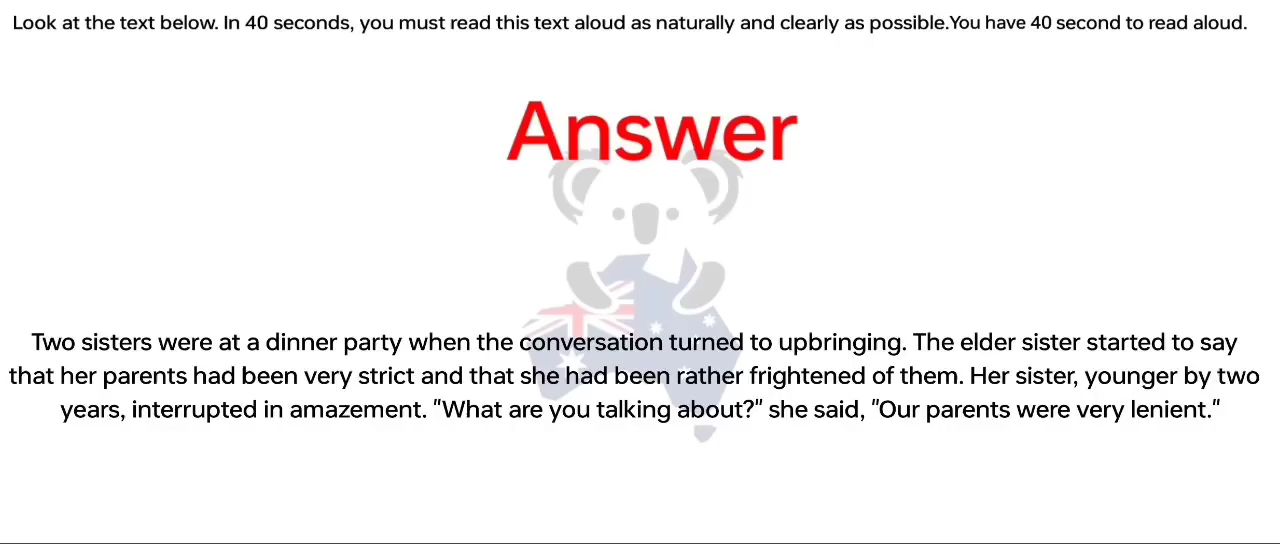 Look at the text below. In 40 seconds, you must read this text aloud as naturally and clearly as possible.You have 40 second to read aloud.
Answer
Two sisters were at a dinner party when the conversation turned to upbringing. The elder sister started to say
that her parents had been very strict and that she had been rather frightened of them. Her sister, younger by two
years, interrupted in amazement. "What are you talking about?" she said, "Our parents were very lenient."